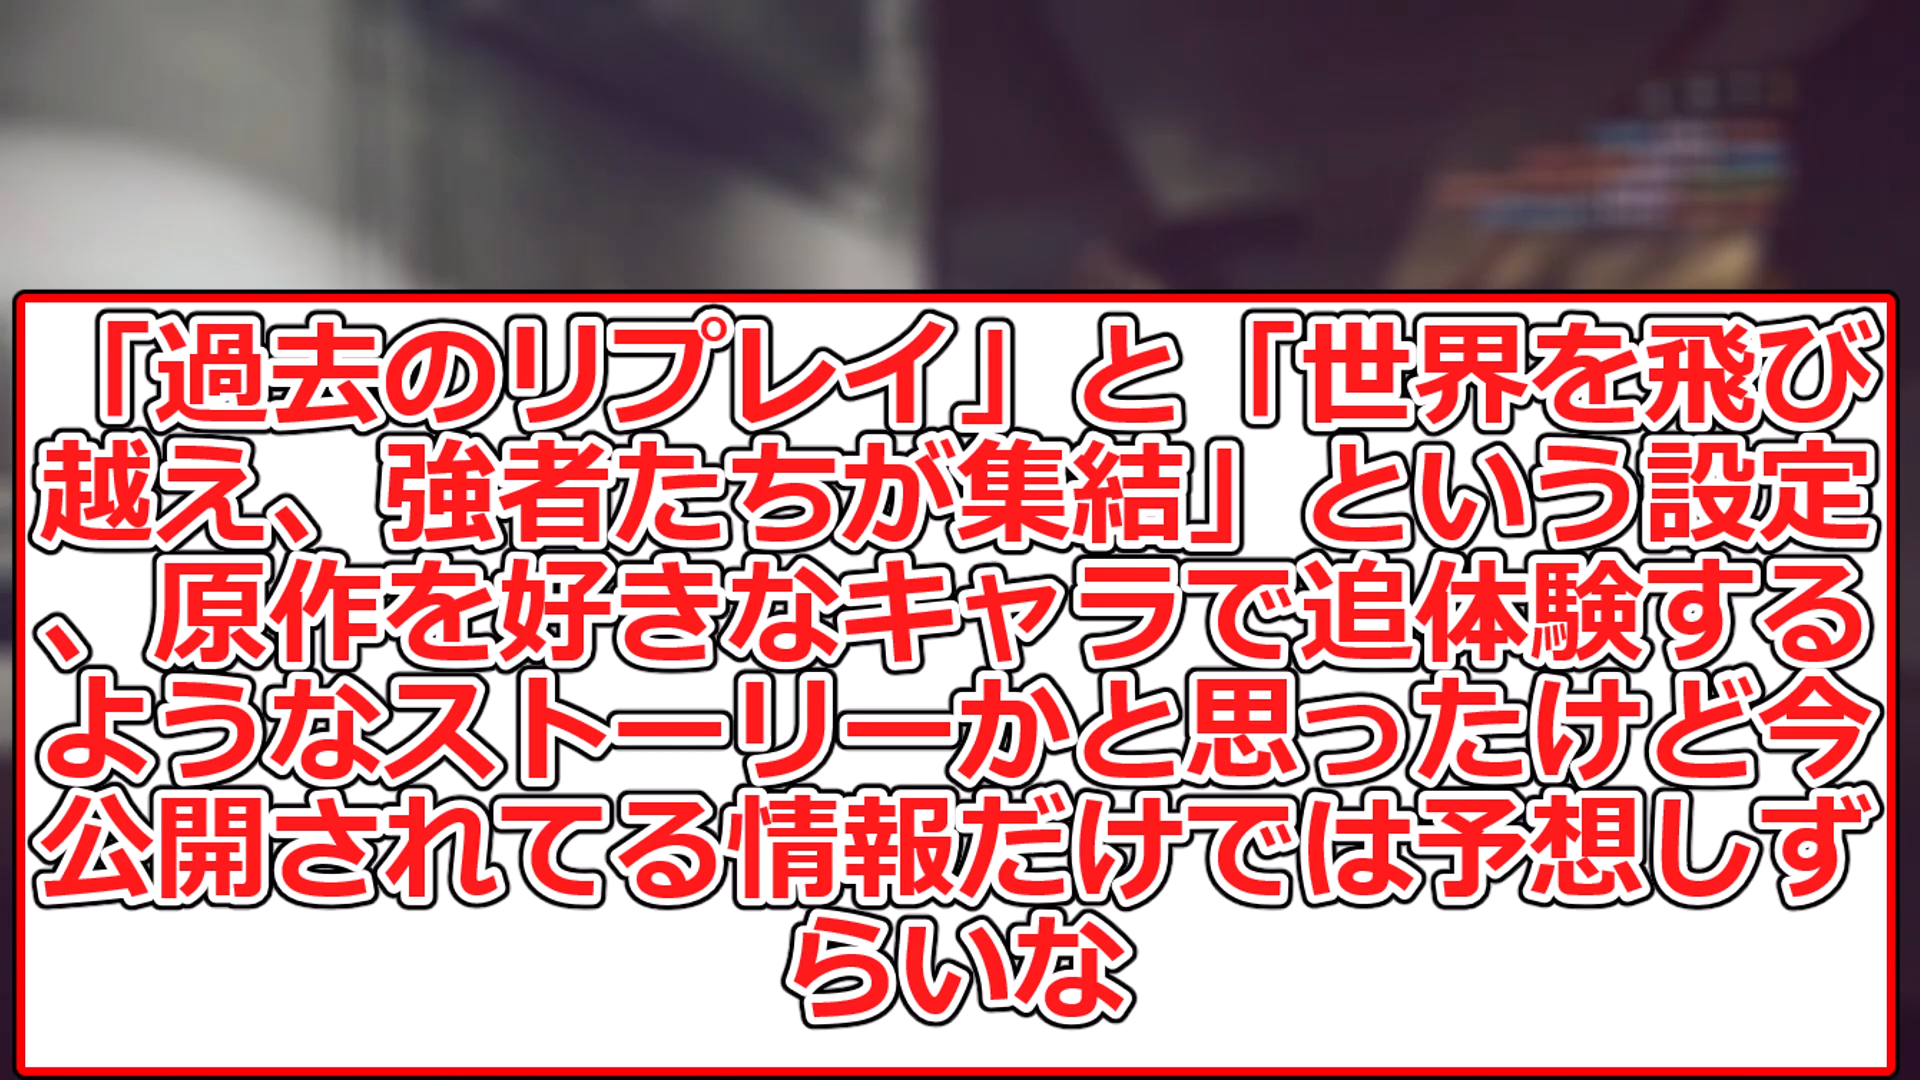 「過去のリプレイ」と「世界を飛び
越え、強者たちが集結」という設定
、原作を好きなキャラで追体験する
ようなストーリーかと思ったけど今
公開されてる情報だけでは予想しず
らいな